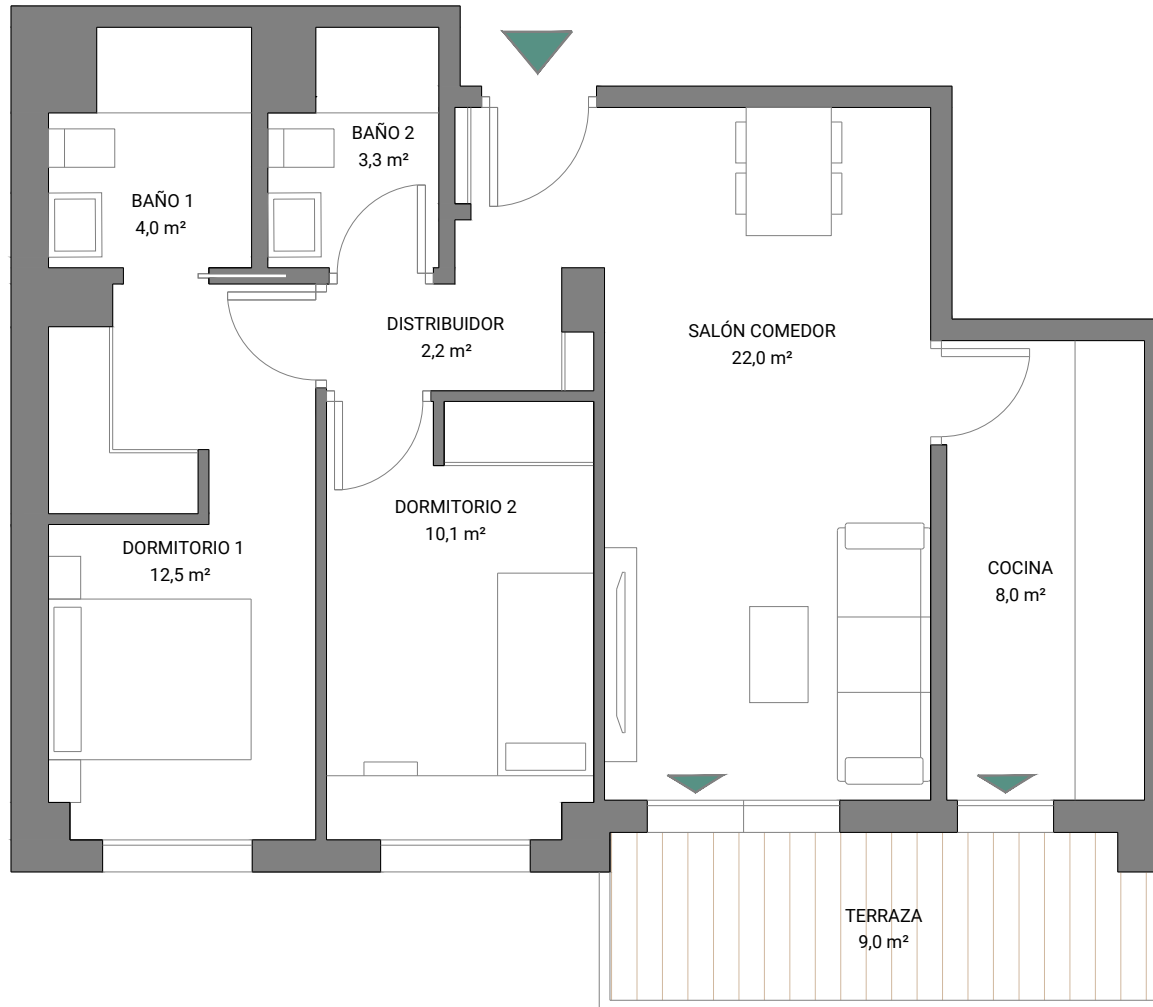 BAÑO 2
3,3 m²
BAÑO 1
4,0 m²
DISTRIBUIDOR
2,2 m²
SALÓN COMEDOR
22,0 m²
DORMITORIO 2
10,1 m²
DORMITORIO 1
12,5 m²
COCINA
8,0 m²
TERRAZA
9,0 m²